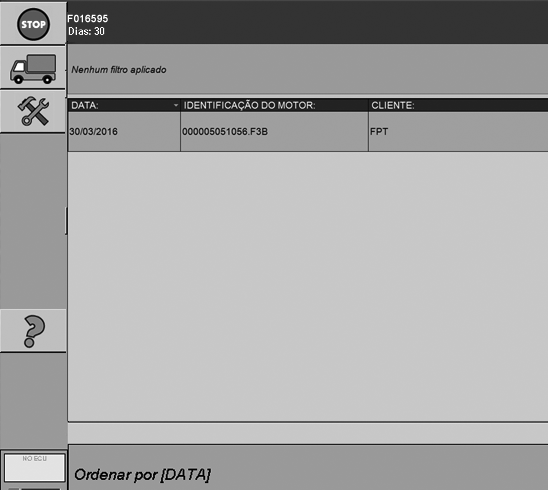 STOP
F016595
Dias: 30
Nenhum filtro aplicado
DATA: IDENTIFICAÇÃO DO MOTOR: CLIENTE:
30/03/2016 000005051056.F3B FPT
?
NO ECU
Ordenar por [DATA]